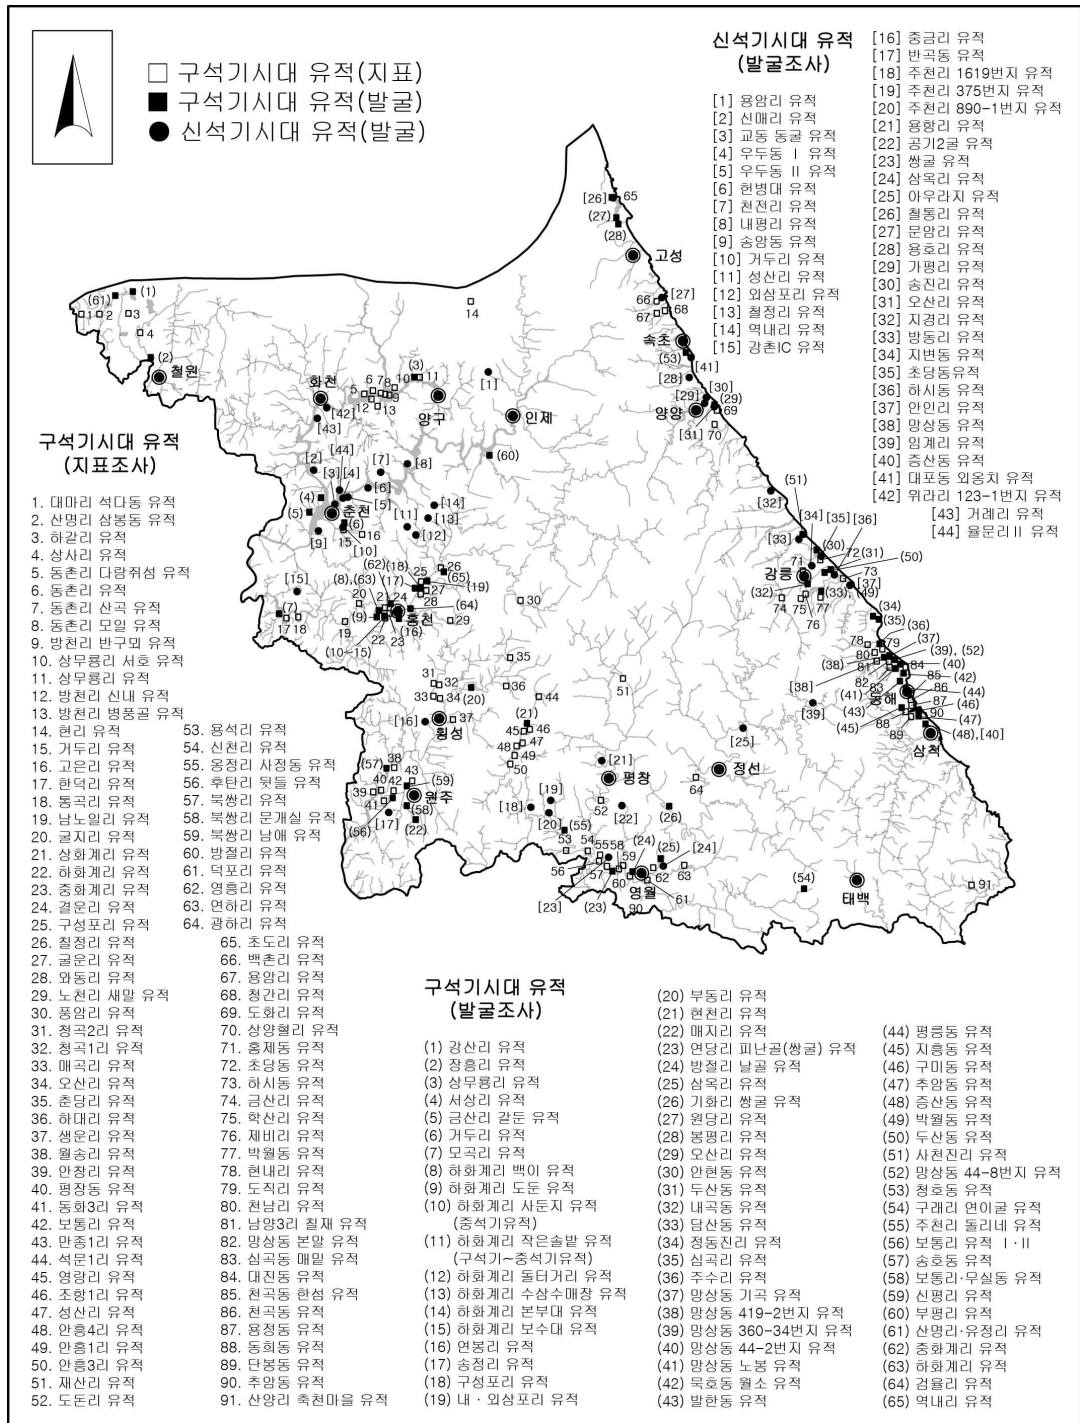 □ 구석기시대 유적(지표)
■ 구석기시대 유적(발굴)
● 신석기시대 유적(발굴)
신석기시대 유적
(발굴조사)
[1] 용암리 유적
[2] 신매리 유적
[3] 교동 동굴 유적
[4] 우두동 Ⅰ 유적
[5] 우두동 II 유적
[6] 헌병대 유적
[7] 천전리 유적
[8] 내평리 유적
[9] 송암동 유적
[10] 거두리 유적
[11] 성산리 유적
[12] 외삼포리 유적
[13] 철정리 유적
[14] 역내리 유적
[15] 강촌IC 유적
[16] 중금리 유적
[17] 반곡동 유적
[18] 주천리 1619번지 유적
[19] 주천리 375번지 유적
[20] 주천리 890-1번지 유적
[21] 용항리 유적
[22] 공기2굴 유적
[23] 쌍굴 유적
[24] 삼옥리 유적
[25] 아우라지 유적
[26] 철통리 유적
[27] 문암리 유적
[28] 용호리 유적
[29] 가평리 유적
[30] 송진리 유적
[31] 오산리 유적
[32] 지경리 유적
[33] 방동리 유적
[34] 지변동 유적
[35] 초당동유적
[36] 하시동 유적
[37] 안인리 유적
[38] 망상동 유적
[39] 임계리 유적
[40] 증산동 유적
[41] 대포동 외옹치 유적
[42] 위라리 123-1번지 유적
[43] 거례리 유적
[44] 율문리 II 유적
고성
속초
양양
철원
화천
양구
인제
춘천
홍천
강릉
동해
삼척
횡성
원주
평창
정선
영월
태백
구석기시대 유적
(지표조사)
1. 대마리 석다동 유적
2. 산명리 삼봉동 유적
3. 하갈리 유적
4. 상사리 유적
5. 동촌리 다람쥐섬 유적
6. 동촌리 유적
7. 동촌리 산곡 유적
8. 동촌리 모일 유적
9. 방천리 반구뫼 유적
10. 상무룡리 서호 유적
11. 상무룡리 유적
12. 방천리 신내 유적
13. 방천리 병풍골 유적
14. 현리 유적
15. 거두리 유적
16. 고은리 유적
17. 한덕리 유적
18. 통곡리 유적
19. 남노일리 유적
20. 굴지리 유적
21. 상화계리 유적
22. 하화계리 유적
23. 중화계리 유적
24. 결운리 유적
25. 구성포리 유적
26. 칠정리 유적
27. 굴운리 유적
28. 와동리 유적
29. 노천리 새말 유적
30. 풍암리 유적
31. 청곡2리 유적
32. 청곡1리 유적
33. 매곡리 유적
34. 오산리 유적
35. 춘당리 유적
36. 하대리 유적
37. 생운리 유적
38. 월송리 유적
39. 안창리 유적
40. 평장동 유적
41. 동화3리 유적
42. 보통리 유적
43. 만종1리 유적
44. 석문1리 유적
45. 영랑리 유적
46. 조항1리 유적
47. 성산리 유적
48. 안흥4리 유적
49. 안흥1리 유적
50. 안흥3리 유적
51. 재산리 유적
52. 도돈리 유적
53. 용석리 유적
54. 신천리 유적
55. 옹정리 사정동 유적
56. 후탄리 뒷들 유적
57. 북쌍리 유적
58. 북쌍리 문개실 유적
59. 북쌍리 남애 유적
60. 방절리 유적
61. 덕포리 유적
62. 영흥리 유적
63. 연하리 유적
64. 광하리 유적
65. 초도리 유적
66. 백촌리 유적
67. 용암리 유적
68. 청간리 유적
69. 도화리 유적
70. 상양혈리 유적
71. 홍제동 유적
72. 초당동 유적
73. 하시동 유적
74. 금산리 유적
75. 학산리 유적
76. 제비리 유적
77. 박월동 유적
78. 현내리 유적
79. 도직리 유적
80. 천남리 유적
81. 남양3리 칠재 유적
82. 망상동 본말 유적
83. 심곡동 매밑 유적
84. 대진동 유적
85. 천곡동 한섬 유적
86. 천곡동 유적
87. 용정동 유적
88. 동회동 유적
89. 단봉동 유적
90. 추암동 유적
91. 산양리 축천마을 유적
구석기시대 유적
(발굴조사)
(1) 강산리 유적
(2) 장흥리 유적
(3) 상무룡리 유적
(4) 서상리 유적
(5) 금산리 갈둔 유적
(6) 거두리 유적
(7) 모곡리 유적
(8) 하화계리 백이 유적
(9) 하화계리 도둔 유적
(10) 하화계리 사둔지 유적
(중석기유적)
(11) 하화계리 작은솔밭 유적
(구석기~중석기유적)
(12) 하화계리 돌터거리 유적
(13) 하화계리 수삼수매장 유적
(14) 하화계리 본부대 유적
(15) 하화계리 보수대 유적
(16) 연봉리 유적
(17) 송정리 유적
(18) 구성포리 유적
(19) 내 · 외삼포리 유적
(20) 부동리 유적
(21) 현천리 유적
(22) 매지리 유적
(23) 연당리 피난굴(쌍굴) 유적
(24) 방절리 날골 유적
(25) 삼옥리 유적
(26) 기화리 쌍굴 유적
(27) 원당리 유적
(28) 봉평리 유적
(29) 오산리 유적
(30) 안현동 유적
(31) 두산동 유적
(32) 내곡동 유적
(33) 담산동 유적
(34) 정동진리 유적
(35) 심곡리 유적
(36) 주수리 유적
(37) 망상동 기곡 유적
(38) 망상동 419-2번지 유적
(39) 망상동 360-34번지 유적
(40) 망상동 44-2번지 유적
(41) 망상동 노봉 유적
(42) 묵호동 월소 유적
(43) 발한동 유적
(44) 평릉동 유적
(45) 지흥동 유적
(46) 구미동 유적
(47) 추암동 유적
(48) 증산동 유적
(49) 박월동 유적
(50) 두산동 유적
(51) 사천진리 유적
(52) 망상동 44-8번지 유적
(53) 청호동 유적
(54) 구래리 연이굴 유적
(55) 주천리 돌리네 유적
(56) 보통리 유적 Ⅰ·Ⅱ
(57) 송호동 유적
(58) 보통리·무실동 유적
(59) 신평리 유적
(60) 부평리 유적
(61) 산명리·유정리 유적
(62) 중화계리 유적
(63) 하화계리 유적
(64) 검율리 유적
(65) 역내리 유적